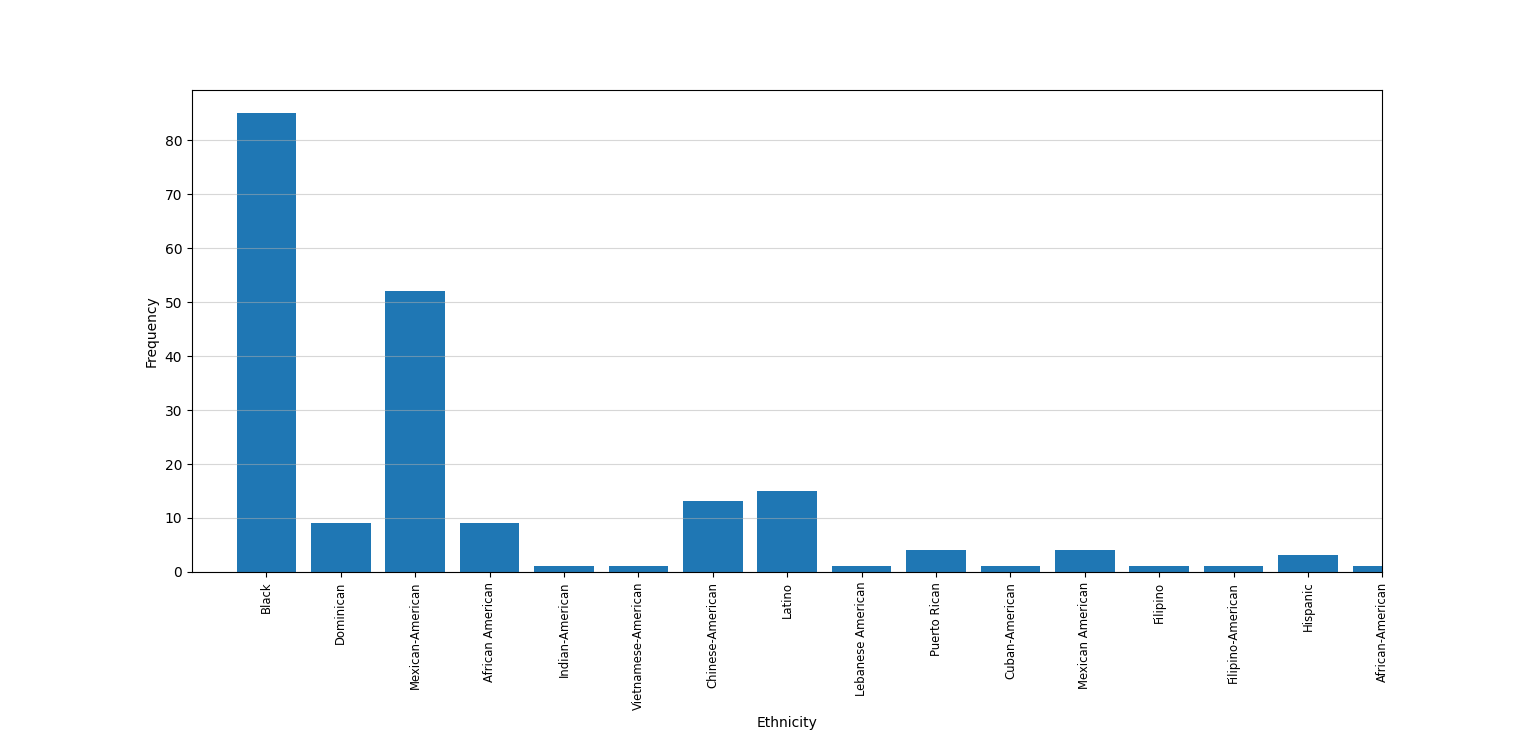 80
70
60
50
40
30
20
10
0
Frequency
Black
Dominican
Mexican-American
African American
Indian-American
Vietnamese-American
Chinese-American
Latino
Lebanese American
Puerto Rican
Cuban-American
Mexican American
Filipino
Filipino-American
Hispanic
African-American
Ethnicity